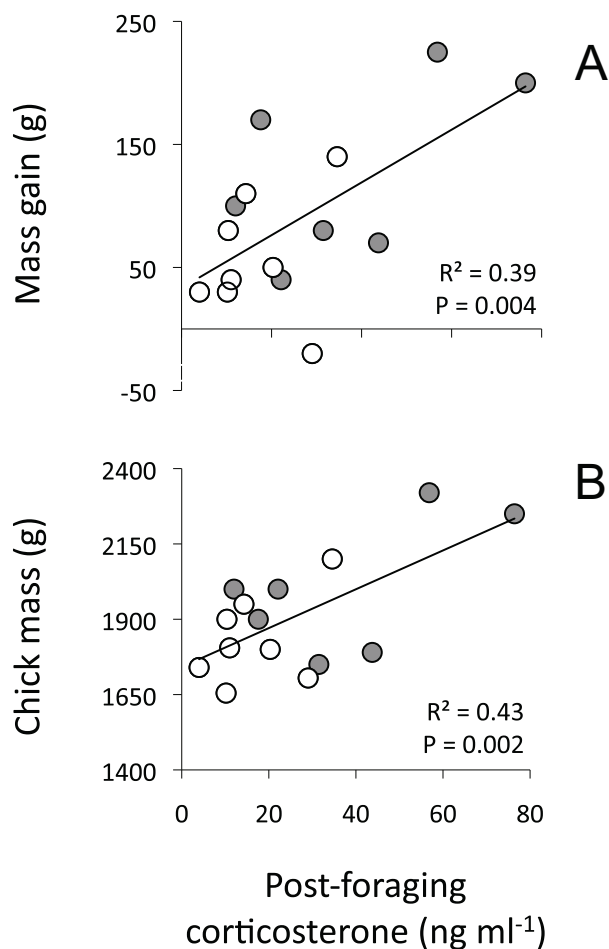 250
A
150
Mass gain (g)
50
R² = 0.39
P = 0.004
-50
2400
B
2150
1900
Chick mass (g)
1650
R² = 0.43
P = 0.002
1400
0 20 40 60 80
Post-foraging
corticosterone (ng ml⁻¹)